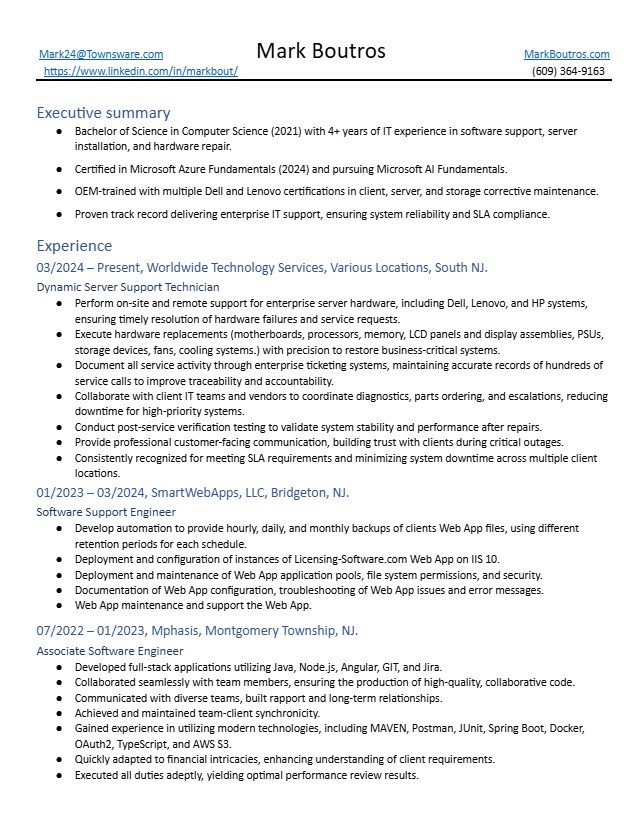 Mark Boutros
Mark24@Townsware.com MarkBoutros.com
https://www.linkedin.com/in/markbout/ (609) 364-9163
Executive summary
● Bachelor of Science in Computer Science (2021) with 4+ years of IT experience in software support, server
installation, and hardware repair.
● Certified in Microsoft Azure Fundamentals (2024) and pursuing Microsoft AI Fundamentals.
● OEM-trained with multiple Dell and Lenovo certifications in client, server, and storage corrective maintenance.
● Proven track record delivering enterprise IT support, ensuring system reliability and SLA compliance.
Experience
03/2024 – Present, Worldwide Technology Services, Various Locations, South NJ.
Dynamic Server Support Technician
● Perform on-site and remote support for enterprise server hardware, including Dell, Lenovo, and HP systems,
ensuring timely resolution of hardware failures and service requests.
● Execute hardware replacements (motherboards, processors, memory, LCD panels and display assemblies, PSUs,
storage devices, fans, cooling systems.) with precision to restore business-critical systems.
● Document all service activity through enterprise ticketing systems, maintaining accurate records of hundreds of
service calls to improve traceability and accountability.
● Collaborate with client IT teams and vendors to coordinate diagnostics, parts ordering, and escalations, reducing
downtime for high-priority systems.
● Conduct post-service verification testing to validate system stability and performance after repairs.
● Provide professional customer-facing communication, building trust with clients during critical outages.
● Consistently recognized for meeting SLA requirements and minimizing system downtime across multiple client
locations.
01/2023 – 03/2024, SmartWebApps, LLC, Bridgeton, NJ.
Software Support Engineer
● Develop automation to provide hourly, daily, and monthly backups of clients Web App files, using different
retention periods for each schedule.
● Deployment and configuration of instances of Licensing-Software.com Web App on IIS 10.
● Deployment and maintenance of Web App application pools, file system permissions, and security.
● Documentation of Web App configuration, troubleshooting of Web App issues and error messages.
● Web App maintenance and support the Web App.
07/2022 – 01/2023, Mphasis, Montgomery Township, NJ.
Associate Software Engineer
● Developed full-stack applications utilizing Java, Node.js, Angular, GIT, and Jira.
● Collaborated seamlessly with team members, ensuring the production of high-quality, collaborative code.
● Communicated with diverse teams, built rapport and long-term relationships.
● Achieved and maintained team-client synchronicity.
● Gained experience in utilizing modern technologies, including MAVEN, Postman, JUnit, Spring Boot, Docker,
OAuth2, TypeScript, and AWS S3.
● Quickly adapted to financial intricacies, enhancing understanding of client requirements.
● Executed all duties adeptly, yielding optimal performance review results.